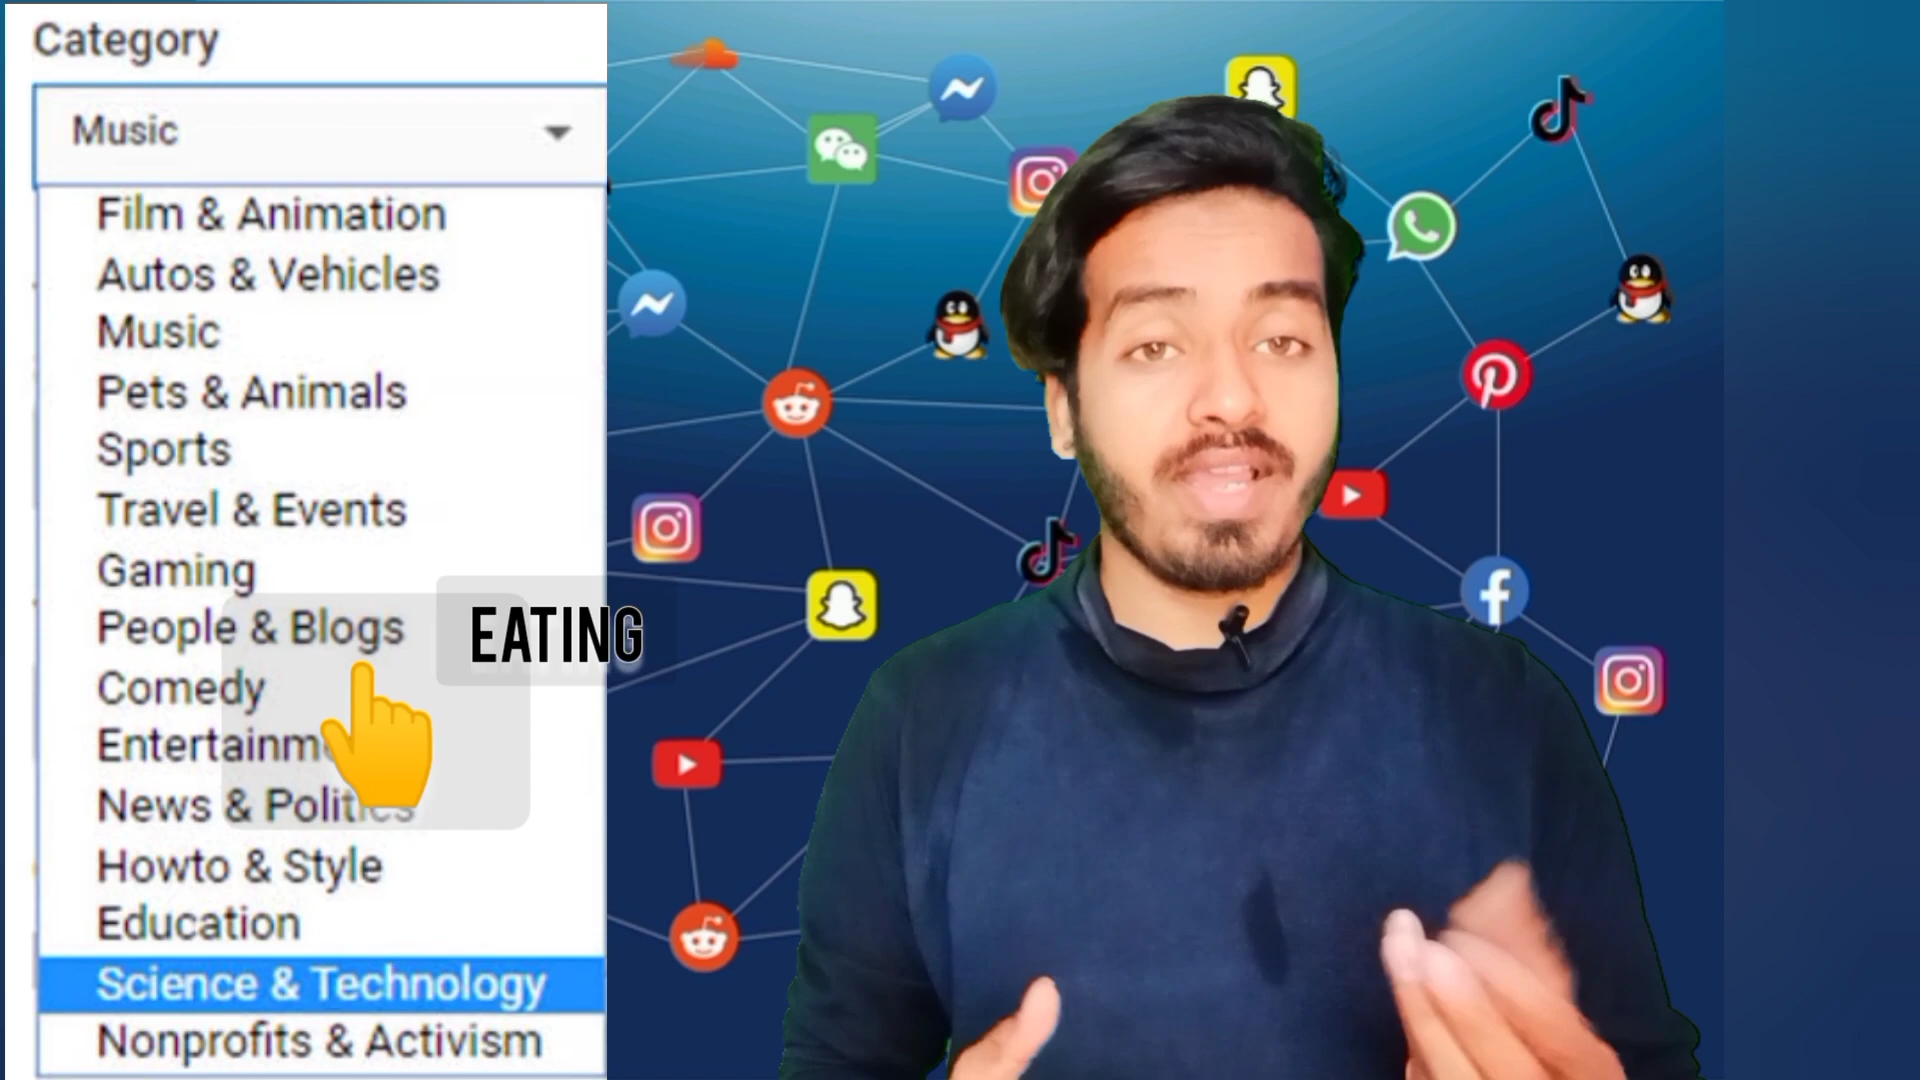 Category
Music
Film & Animation
Autos & Vehicles
Music
Pets & Animals
Sports
Travel & Events
Gaming
People & Blogs
EATING
Comedy
Entertainm
News & Politics
Howto & Style
Education
Science & Technology
Nonprofits & Activism